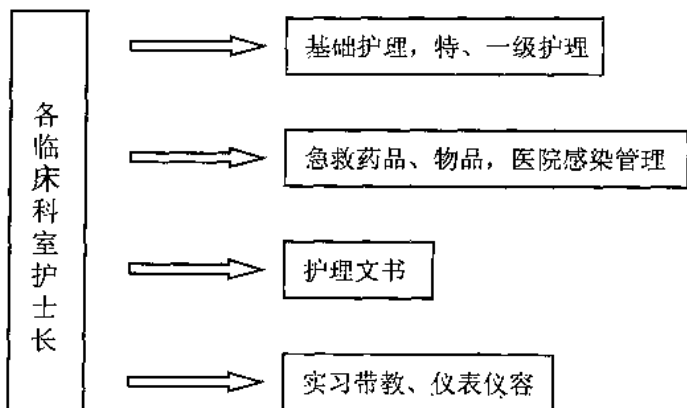 各临床科室护士长
基础护理，特、一级护理
急救药品、物品，医院感染管理
护理文书
实习带教、仪表仪容